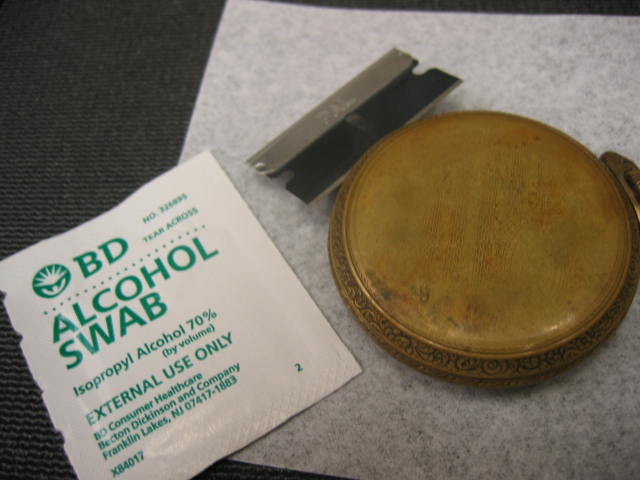 NO. 326895
TEAR ACROSS
BD
ALCOHOL
SWAB
Isopropyl Alcohol 70%
(by volume)
EXTERNAL USE ONLY
2
BD Consumer Healthcare
Becton Dickinson and Company
Franklin Lakes, NJ 07417-1883
X84017
PAL